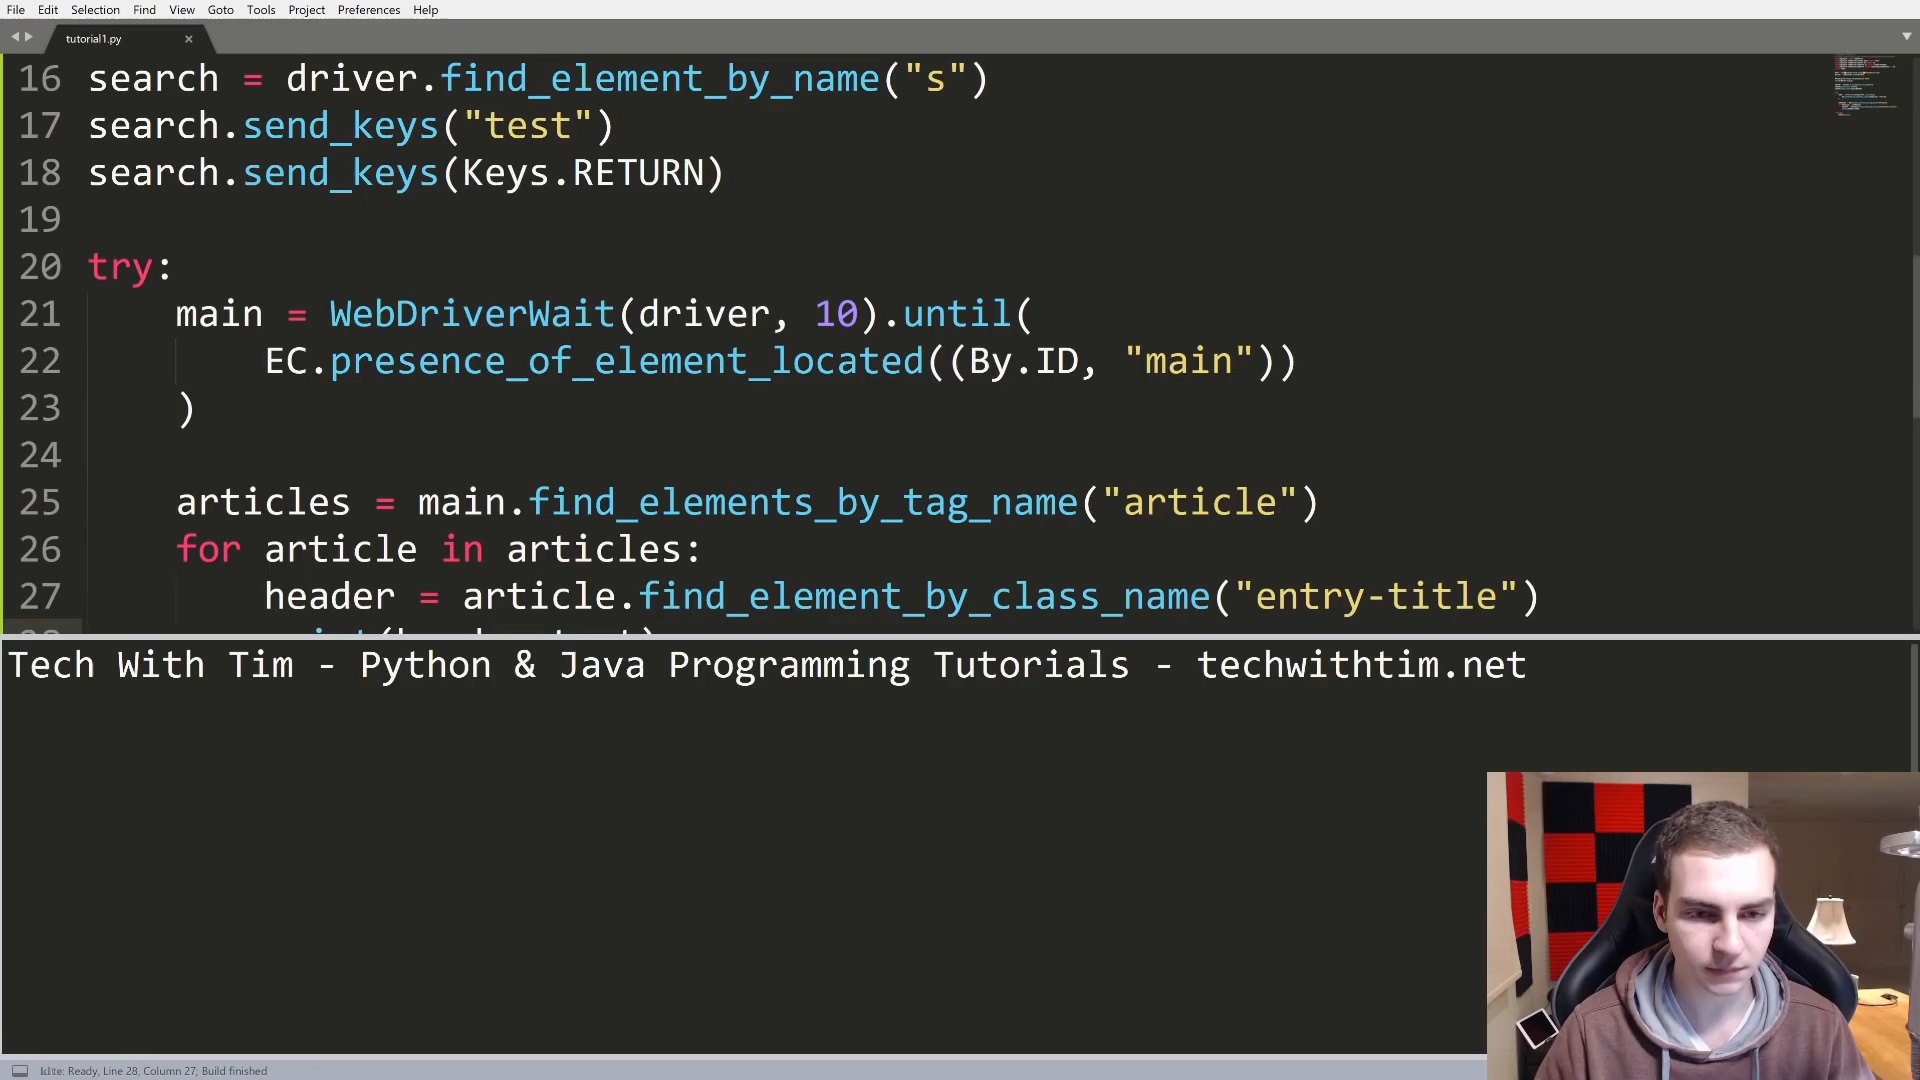 File Edit Selection Find View Goto Tools Project Preferences Help
tutorial1.py
16 search = driver.find_element_by_name("s")
17 search.send_keys("test")
18 search.send_keys(Keys.RETURN)
19
20 try:
21 main = WebDriverWait(driver, 10).until(
22 EC.presence_of_element_located((By.ID, "main"))
23 )
24
25 articles = main.find_elements_by_tag_name("article")
26 for article in articles:
27 header = article.find_element_by_class_name("entry-title")
Tech With Tim - Python & Java Programming Tutorials - techwithtim.net
Ready, Line 28, Column 27; Build finished